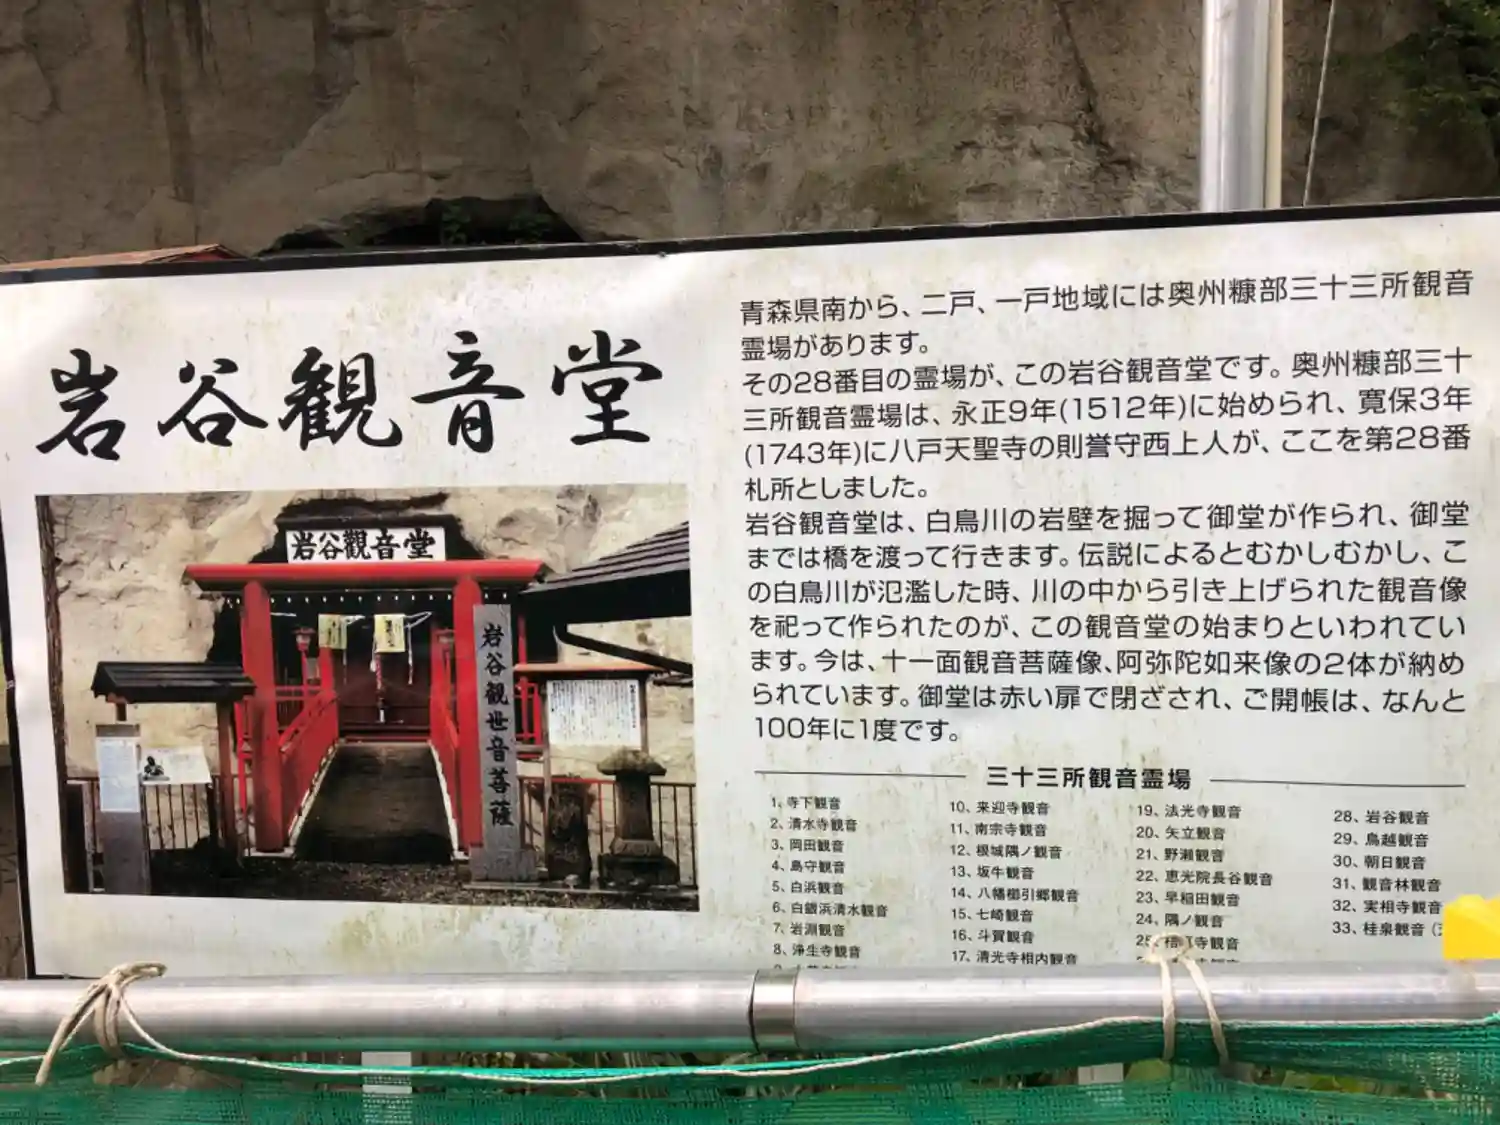 岩谷観音堂
岩谷觀音堂
岩谷観世音菩薩
青森県南から、二戸、一戸地域には奥州糠部三十三所観音
霊場があります。
その28番目の霊場が、この岩谷観音堂です。奥州糠部三十
三所観音霊場は、永正9年(1512年)に始められ、寛保3年
(1743年)に八戸天聖寺の則誉守西上人が、ここを第28番
札所としました。
岩谷観音堂は、白鳥川の岩壁を掘って御堂が作られ、御堂
までは橋を渡って行きます。伝説によるとむかしむかし、こ
の白鳥川が氾濫した時、川の中から引き上げられた観音像
を祀って作られたのが、この観音堂の始まりといわれてい
ます。今は、十一面観音菩薩像、阿弥陀如来像の2体が納め
られています。御堂は赤い扉で閉ざされ、ご開帳は、なんと
100年に1度です。
三十三所観音霊場
1、寺下観音
2、清水寺観音
3、岡田観音
4、島守観音
5、白浜観音
6、白銀浜清水観音
7、岩淵観音
8、浄生寺観音
10、来迎寺観音
11、南宗寺観音
12、根城隅ノ観音
13、坂牛観音
14、八幡櫛引郷観音
15、七崎観音
16、斗賀観音
17、清光寺相内観音
19、法光寺観音
20、矢立観音
21、野瀬観音
22、恵光院長谷観音
23、早稲田観音
24、隅ノ観音
28、岩谷観音
29、鳥越観音
30、朝日観音
31、観音林観音
32、実相寺観音
33、桂泉観音